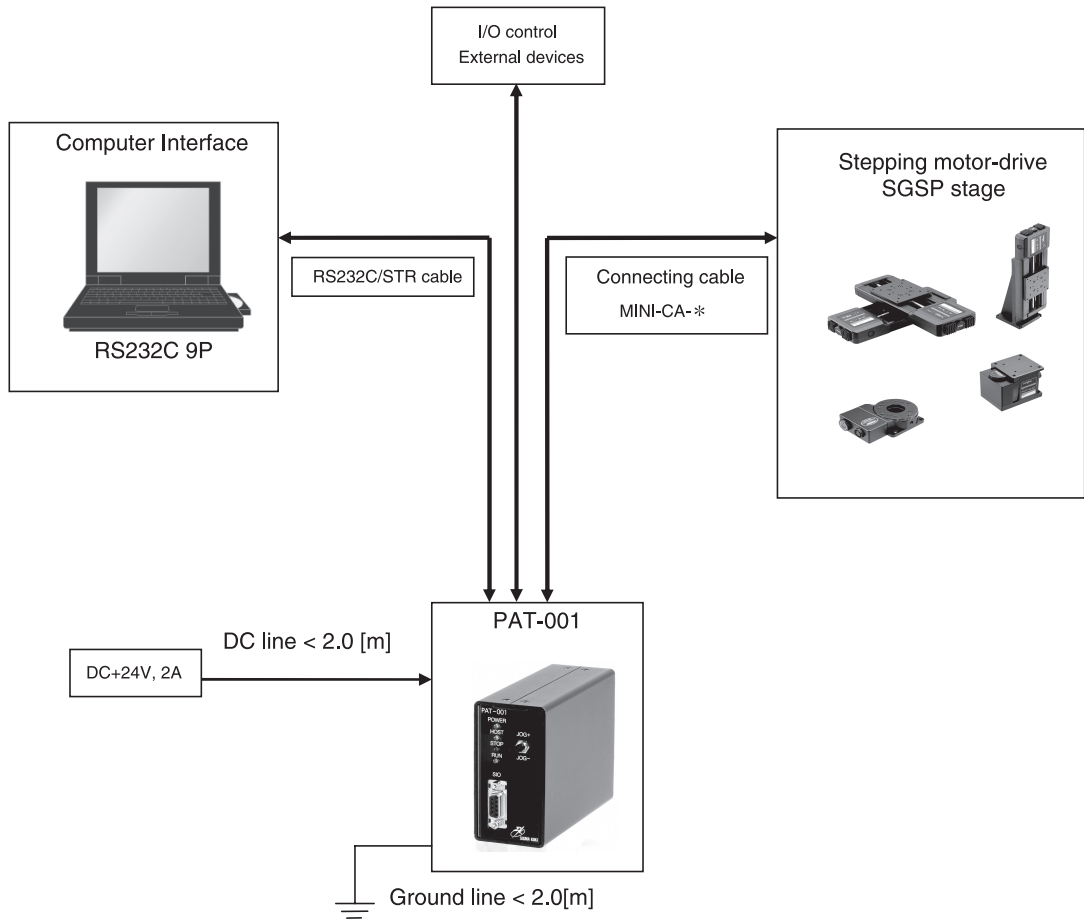 I/O control
External devices
Computer Interface
RS232C 9P
Stepping motor-drive
SGSP stage
RS232C/STR cable
Connecting cable
MINI-CA-＊
PAT-001
DC line < 2.0 [m]
DC+24V, 2A
PAT-001
POWER
HOST
STOP
RUN
JOG+
JOG−
SIO
SIGMA KOKI
Ground line < 2.0[m]